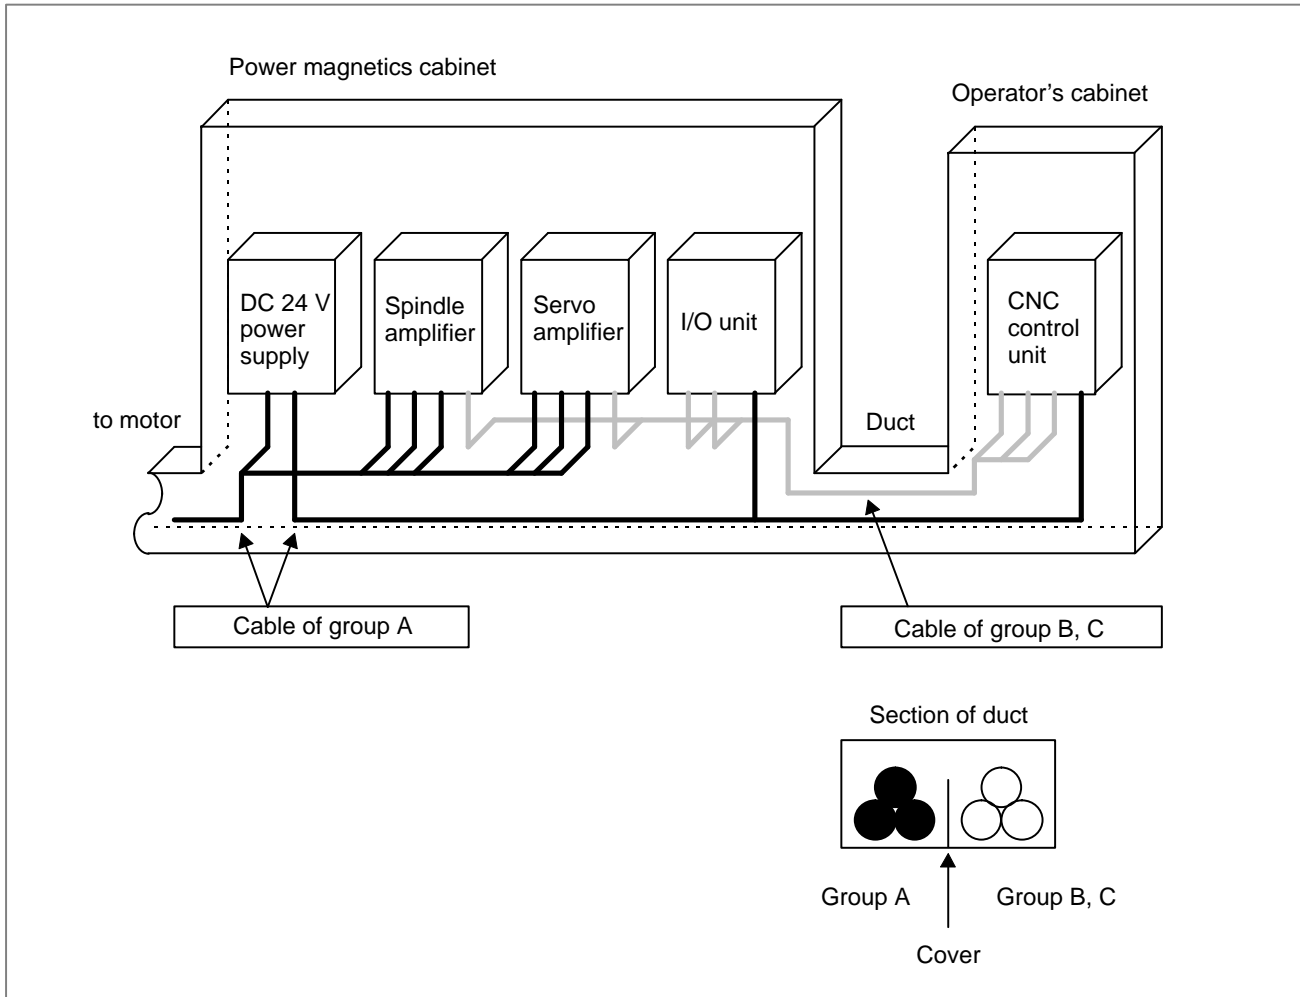 Power magnetics cabinet
Operator's cabinet
DC 24 V
power
supply
Spindle
amplifier
Servo
amplifier
I/O unit
CNC
control
unit
to motor
Duct
Cable of group A
Cable of group B, C
Section of duct
Group A
Group B, C
Cover